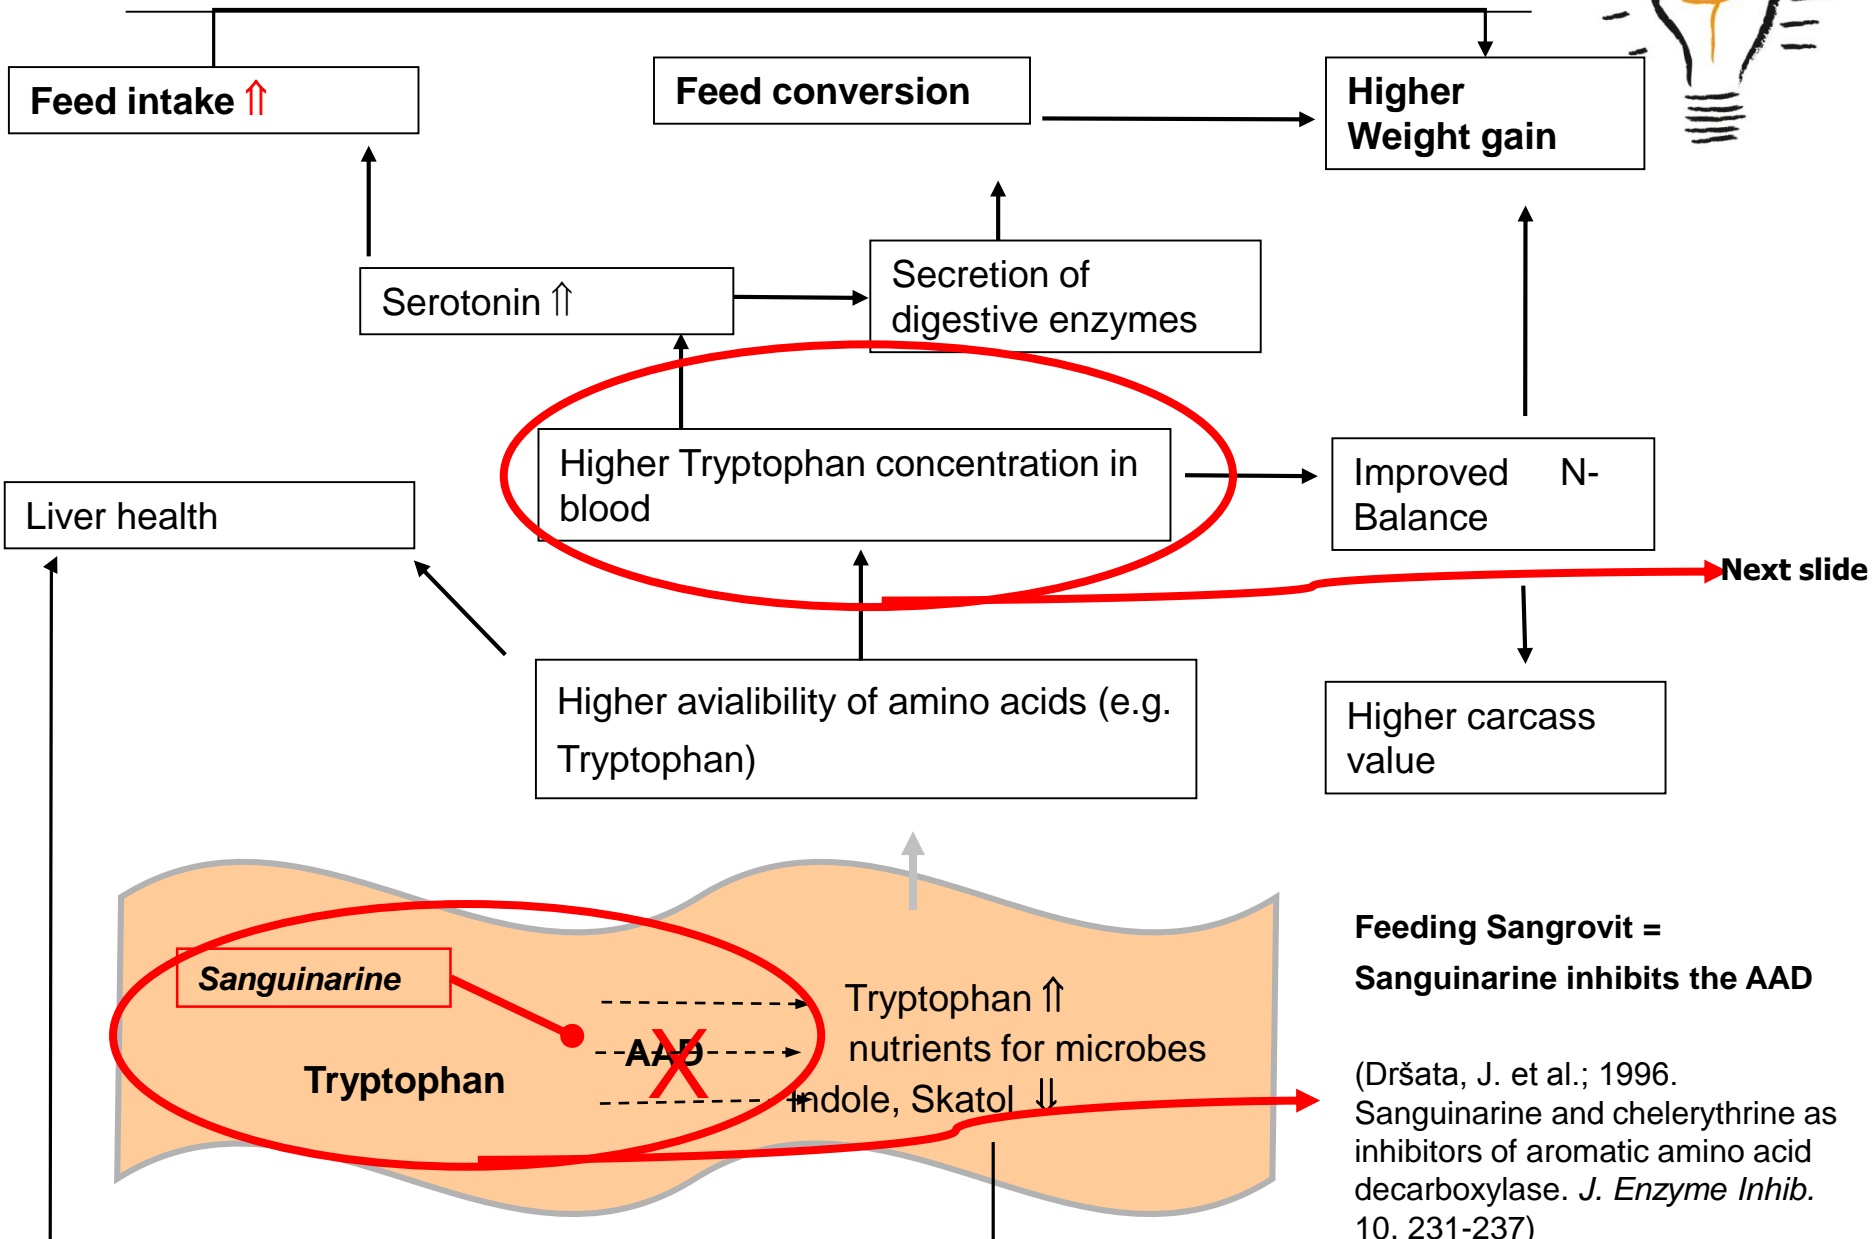 Feed intake ⇑
Feed conversion
Higher
Weight gain
Serotonin ⇑
Secretion of
digestive enzymes
Higher Tryptophan concentration in
blood
Improved N-
Balance
Liver health
Next slide
Higher avialibility of amino acids (e.g.
Tryptophan)
Higher carcass
value
Sanguinarine
Tryptophan
AAD
X
Tryptophan ⇑
nutrients for microbes
Indole, Skatol ⇓
Feeding Sangrovit =
Sanguinarine inhibits the AAD
(Dršata, J. et al.; 1996.
Sanguinarine and chelerythrine as
inhibitors of aromatic amino acid
decarboxylase. J. Enzyme Inhib.
10, 231-237)